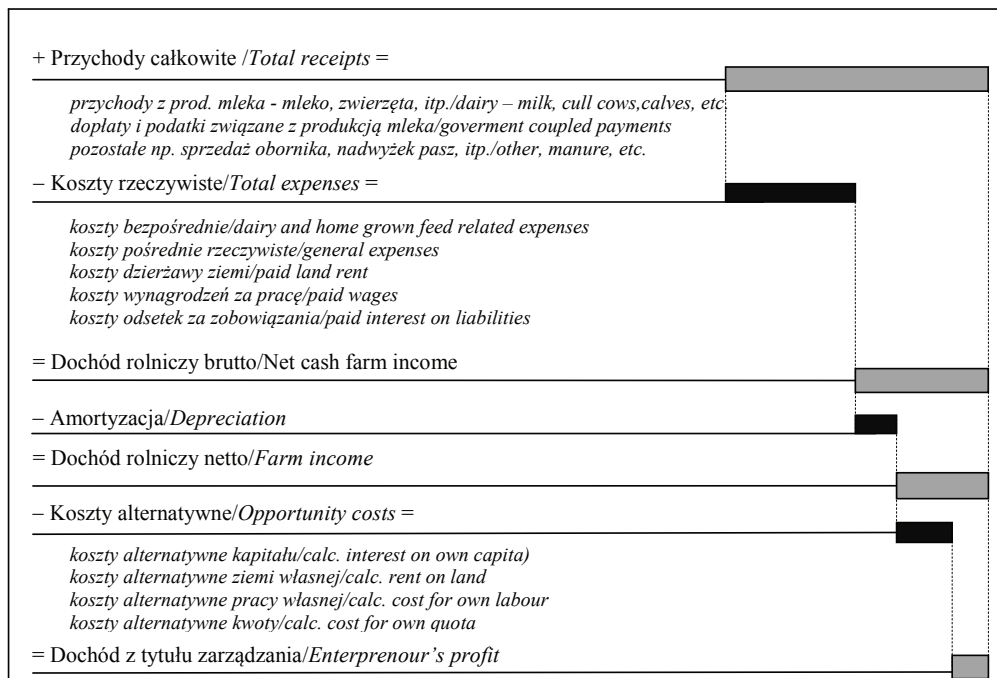 + Przychody całkowite /Total receipts =
przychody z prod. mleka - mleko, zwierzęta, itp./dairy – milk, cull cows,calves, etc
dopłaty i podatki związane z produkcją mleka/goverment coupled payments
pozostałe np. sprzedaż obornika, nadwyżek pasz, itp./other, manure, etc.
– Koszty rzeczywiste/Total expenses =
koszty bezpośrednie/dairy and home grown feed related expenses
koszty pośrednie rzeczywiste/general expenses
koszty dzierżawy ziemi/paid land rent
koszty wynagrodzeń za pracę/paid wages
koszty odsetek za zobowiązania/paid interest on liabilities
= Dochód rolniczy brutto/Net cash farm income
– Amortyzacja/Depreciation
= Dochód rolniczy netto/Farm income
– Koszty alternatywne/Opportunity costs =
koszty alternatywne kapitału/calc. interest on own capita)
koszty alternatywne ziemi własnej/calc. rent on land
koszty alternatywne pracy własnej/calc. cost for own labour
koszty alternatywne kwoty/calc. cost for own quota
= Dochód z tytułu zarządzania/Enterprenour’s profit